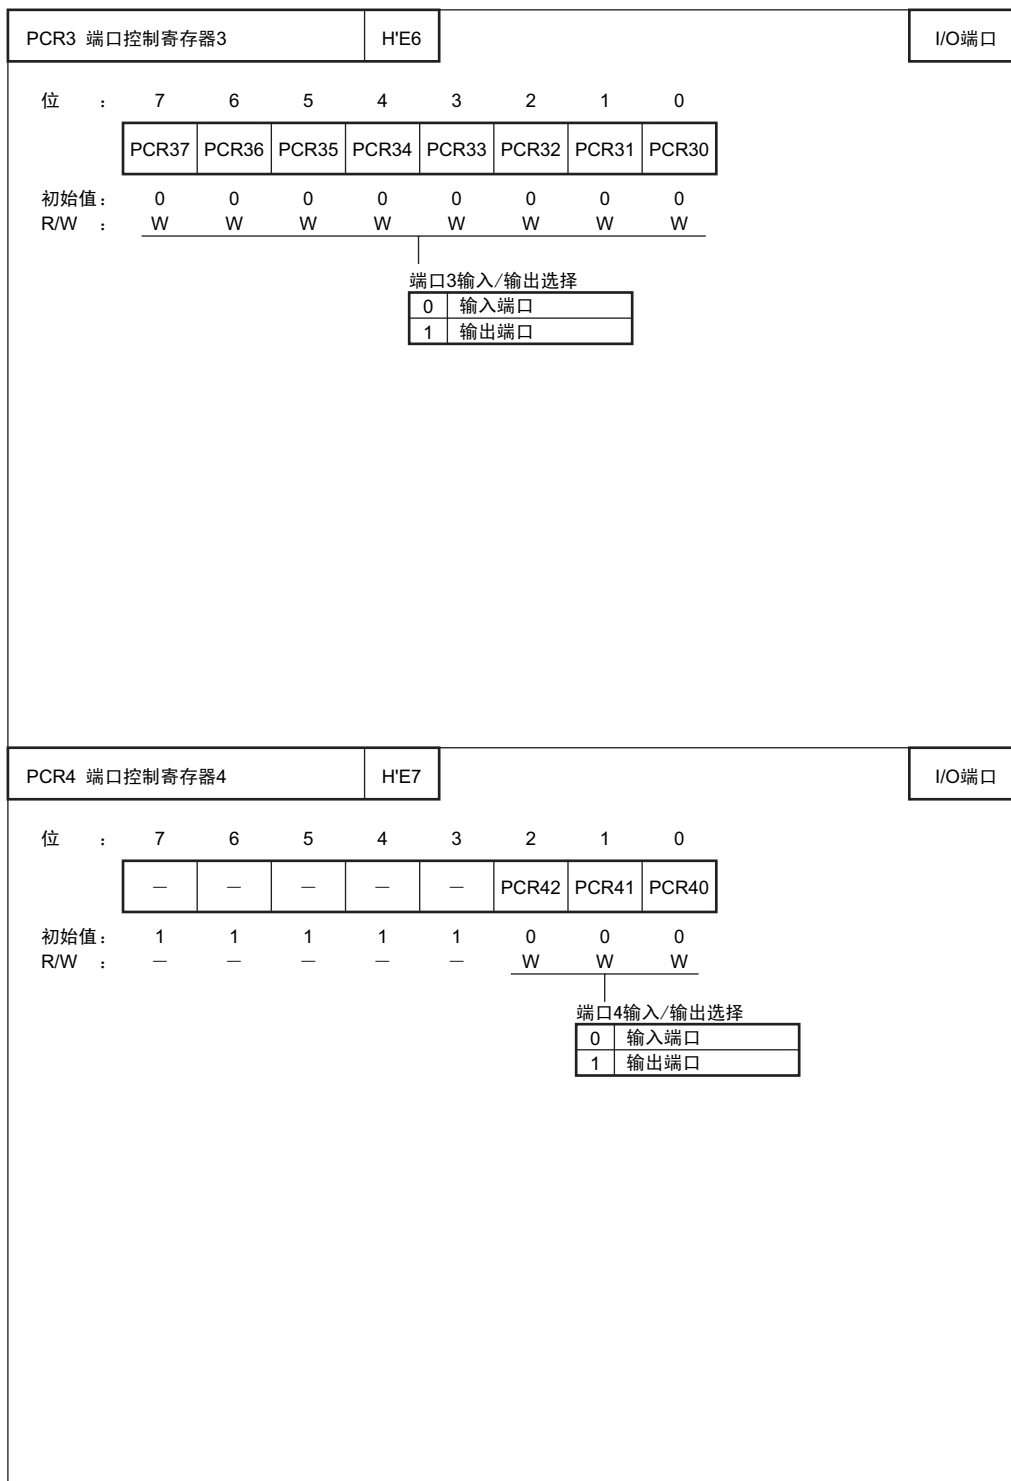 PCR3 端口控制寄存器3 H'E6 I/O端口
位 : 7 6 5 4 3 2 1 0
PCR37 PCR36 PCR35 PCR34 PCR33 PCR32 PCR31 PCR30
初始值: 0 0 0 0 0 0 0 0
R/W : W W W W W W W W
端口3输入/输出选择
0 输入端口
1 输出端口
PCR4 端口控制寄存器4 H'E7 I/O端口
位 : 7 6 5 4 3 2 1 0
— — — — — PCR42 PCR41 PCR40
初始值: 1 1 1 1 1 0 0 0
R/W : — — — — — W W W
端口4输入/输出选择
0 输入端口
1 输出端口